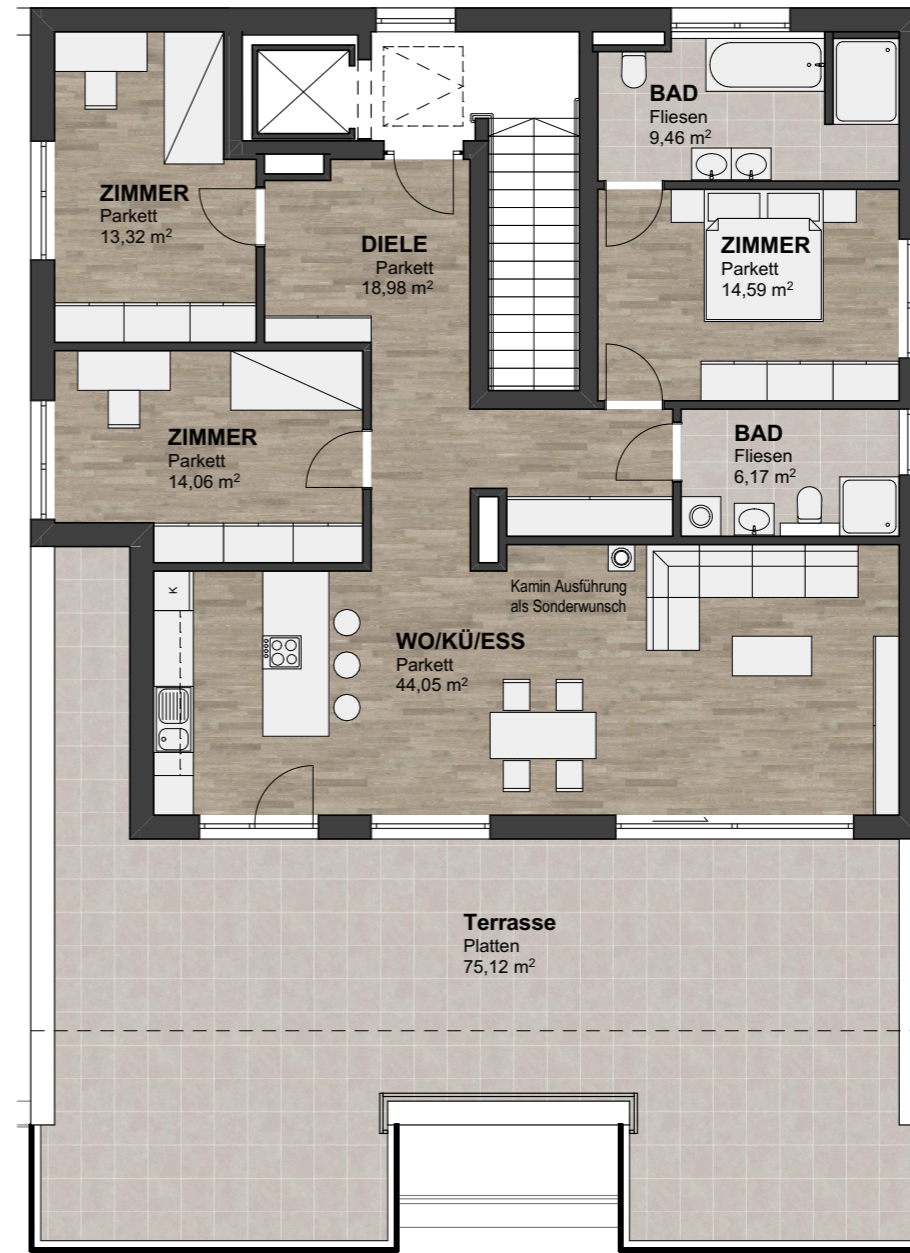 BAD
Fliesen
9,46 m²
ZIMMER
Parkett
13,32 m²
DIELE
Parkett
18,98 m²
ZIMMER
Parkett
14,59 m²
ZIMMER
Parkett
14,06 m²
BAD
Fliesen
6,17 m²
K
Kamin Ausführung
als Sonderwunsch
WO/KÜ/ESS
Parkett
44,05 m²
Terrasse
Platten
75,12 m²